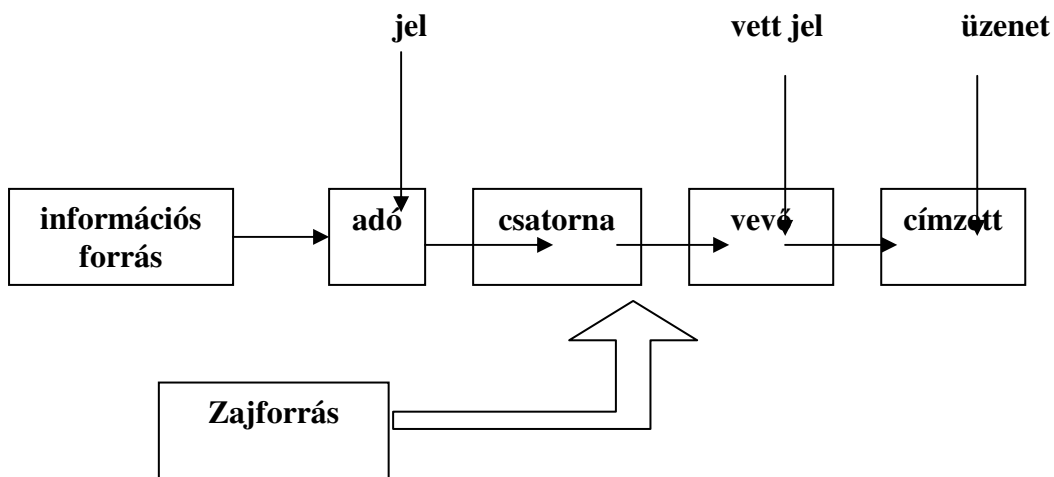 jel
vett jel
üzenet
információs
forrás
adó
csatorna
vevő
címzett
Zajforrás